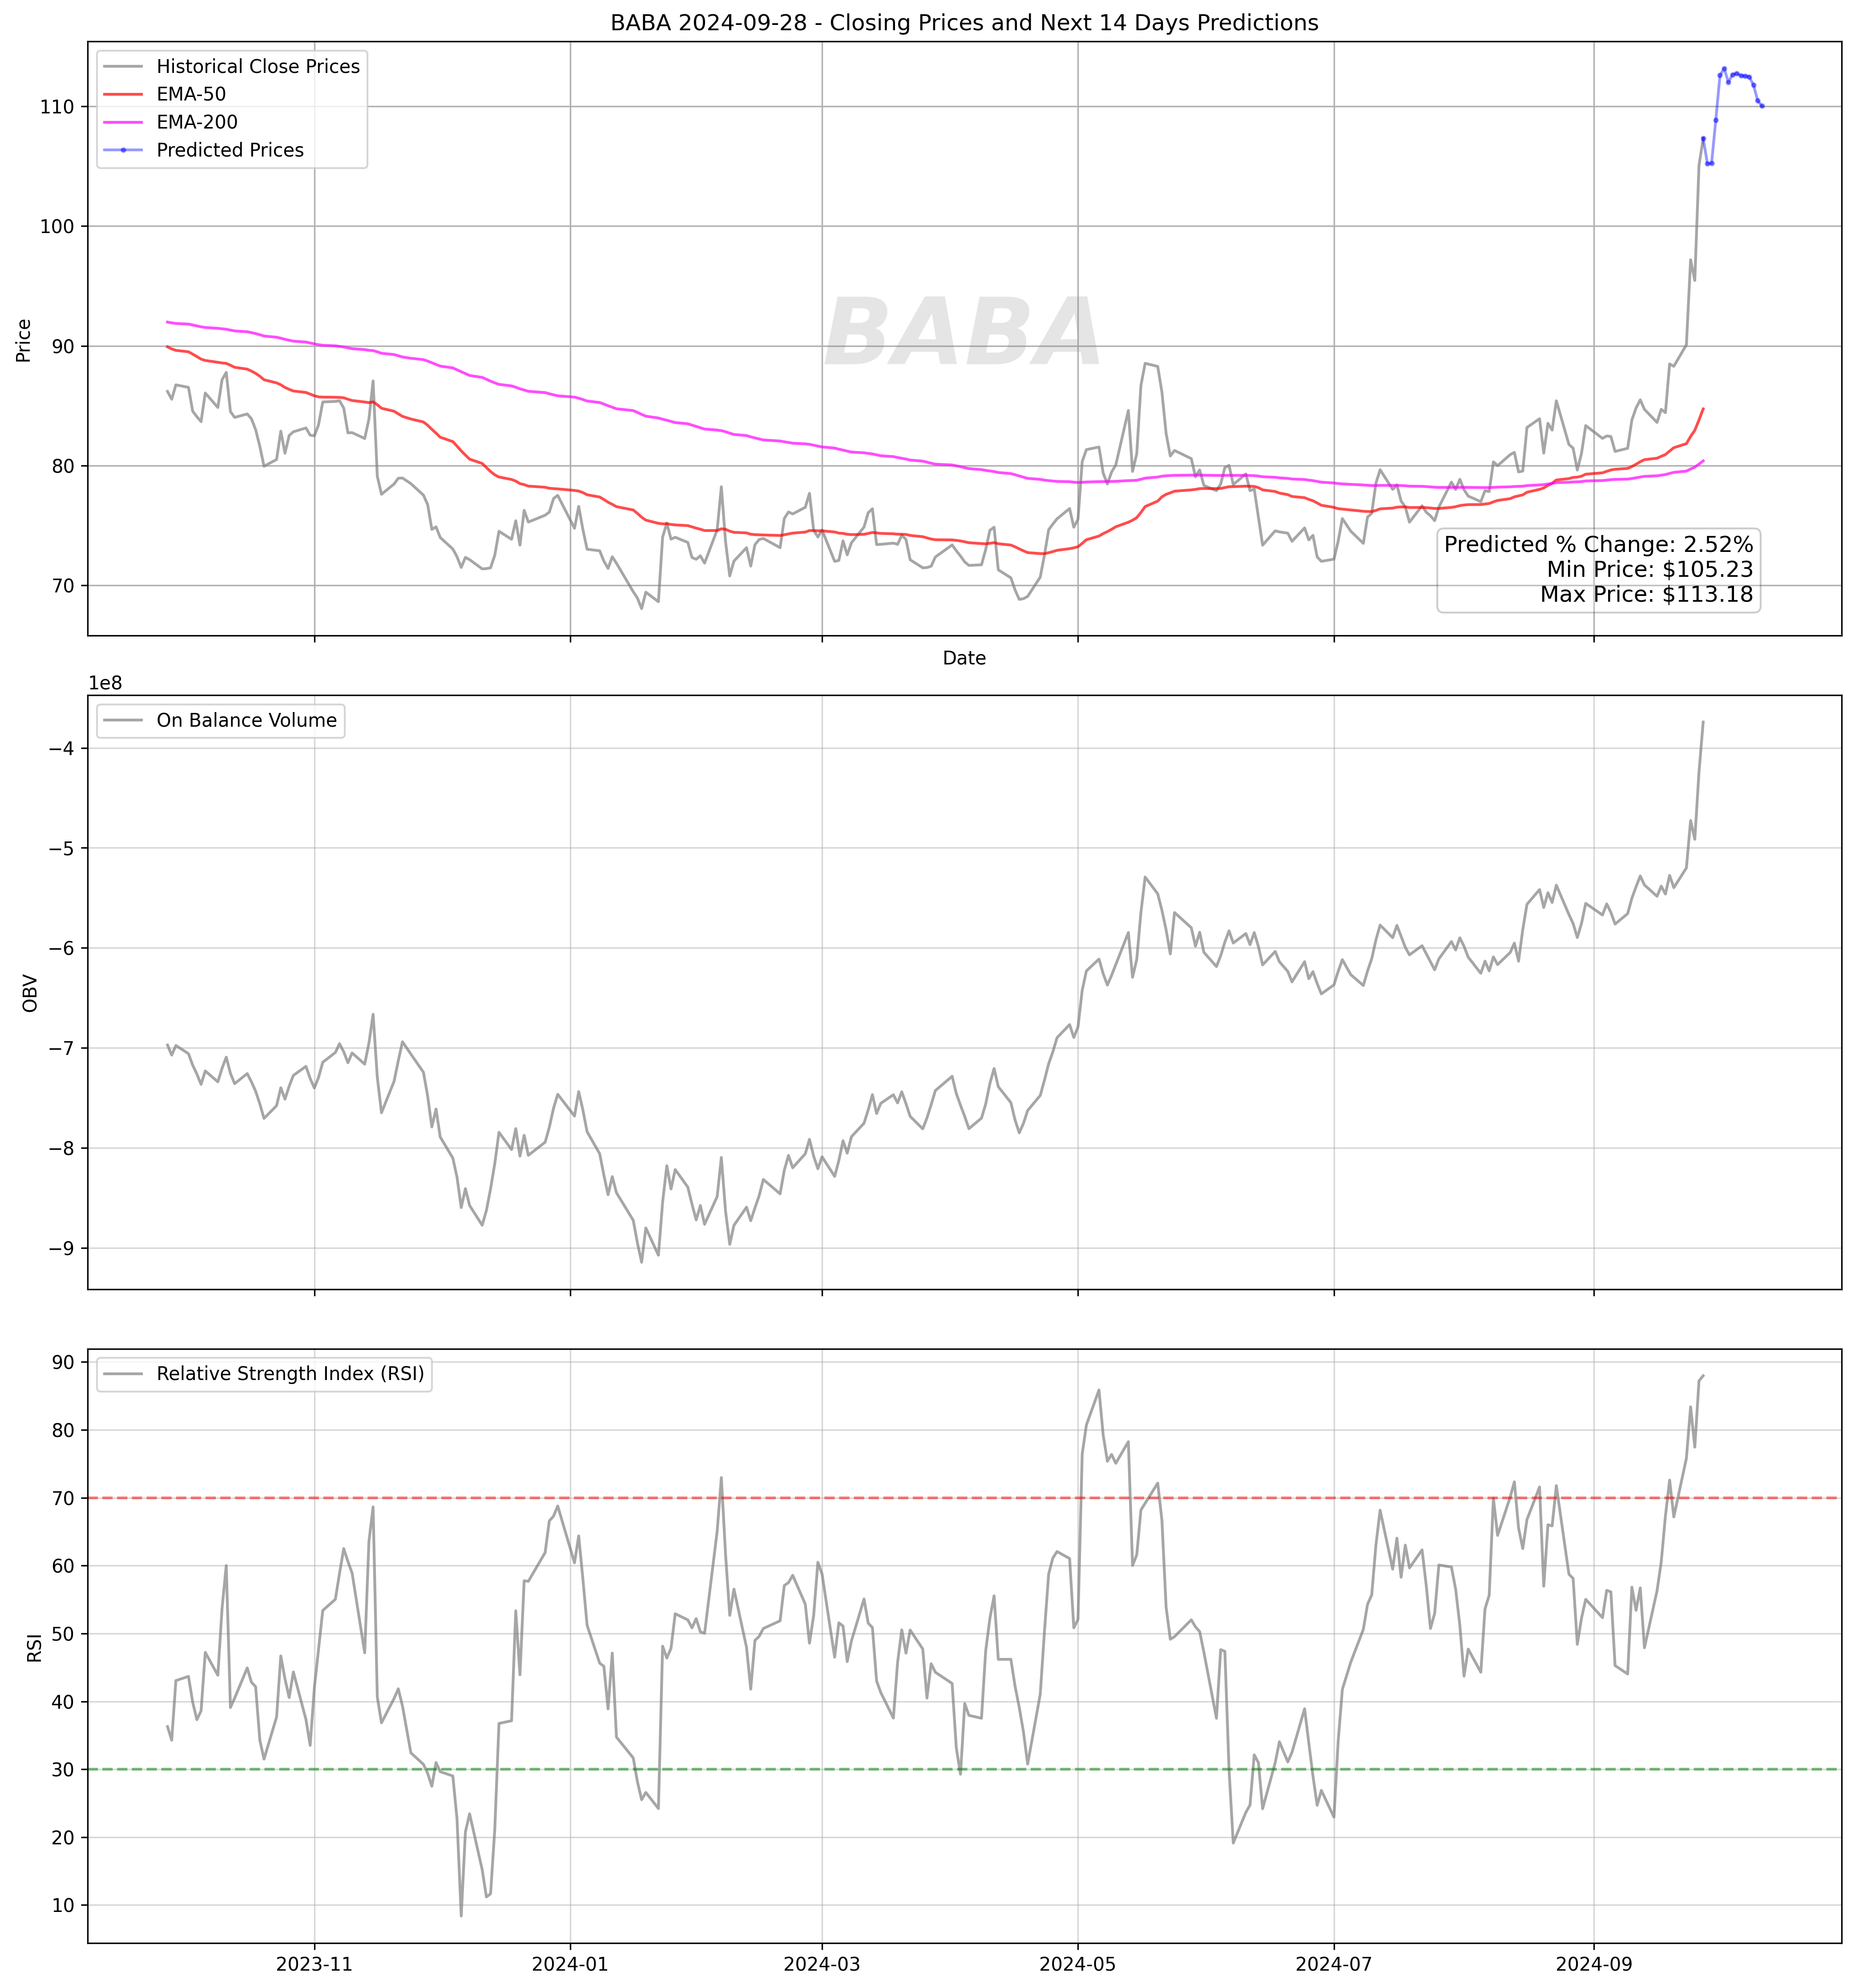 BABA 2024-09-28 - Closing Prices and Next 14 Days Predictions
Historical Close Prices
EMA-50
EMA-200
Predicted Prices
110
100
90
80
70
Price
BABA
Predicted % Change: 2.52%
Min Price: $105.23
Max Price: $113.18
Date
1e8
On Balance Volume
−4
−5
−6
−7
−8
−9
OBV
Relative Strength Index (RSI)
90
80
70
60
50
40
30
20
10
RSI
2023-11
2024-01
2024-03
2024-05
2024-07
2024-09